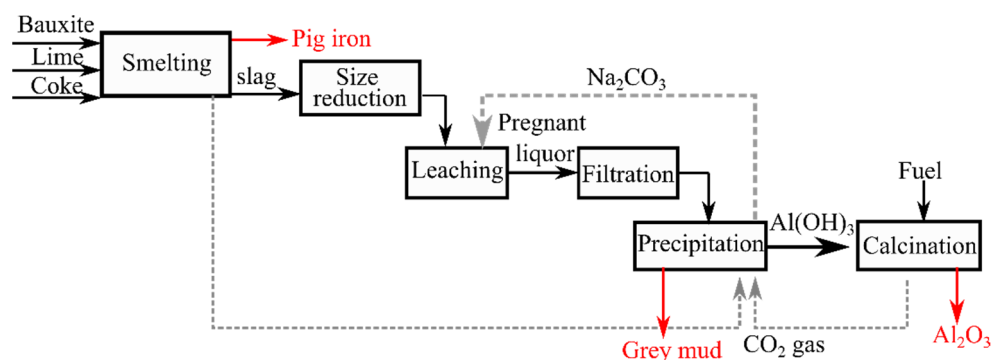 Bauxite
Lime
Coke
Smelting
Pig iron
slag
Size
reduction
Na₂CO₃
Pregnant
liquor
Leaching
Filtration
Fuel
Precipitation
Al(OH)₃
Calcination
CO₂ gas
Grey mud
Al₂O₃